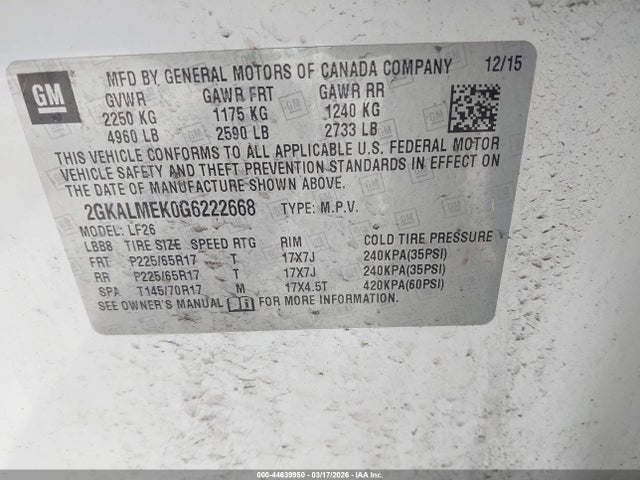 GM
MFD BY GENERAL MOTORS OF CANADA COMPANY 12/15
GVWR GAWR FRT GAWR RR
2250 KG 1175 KG 1240 KG
4960 LB 2590 LB 2733 LB
THIS VEHICLE CONFORMS TO ALL APPLICABLE U.S. FEDERAL MOTOR
VEHICLE SAFETY AND THEFT PREVENTION STANDARDS IN EFFECT ON
THE DATE OF MANUFACTURE SHOWN ABOVE.
2GKALMEK0G6222668 TYPE: M.P.V.
MODEL: LF26
LBB8 TIRE SIZE SPEED RTG RIM COLD TIRE PRESSURE
FRT P225/65R17 T 17X7J 240KPA(35PSI)
RR P225/65R17 T 17X7J 240KPA(35PSI)
SPA T145/70R17 M 17X4.5T 420KPA(60PSI)
SEE OWNER'S MANUAL FOR MORE INFORMATION.
000-44639950 - 03/17/2026 - IAA, Inc.